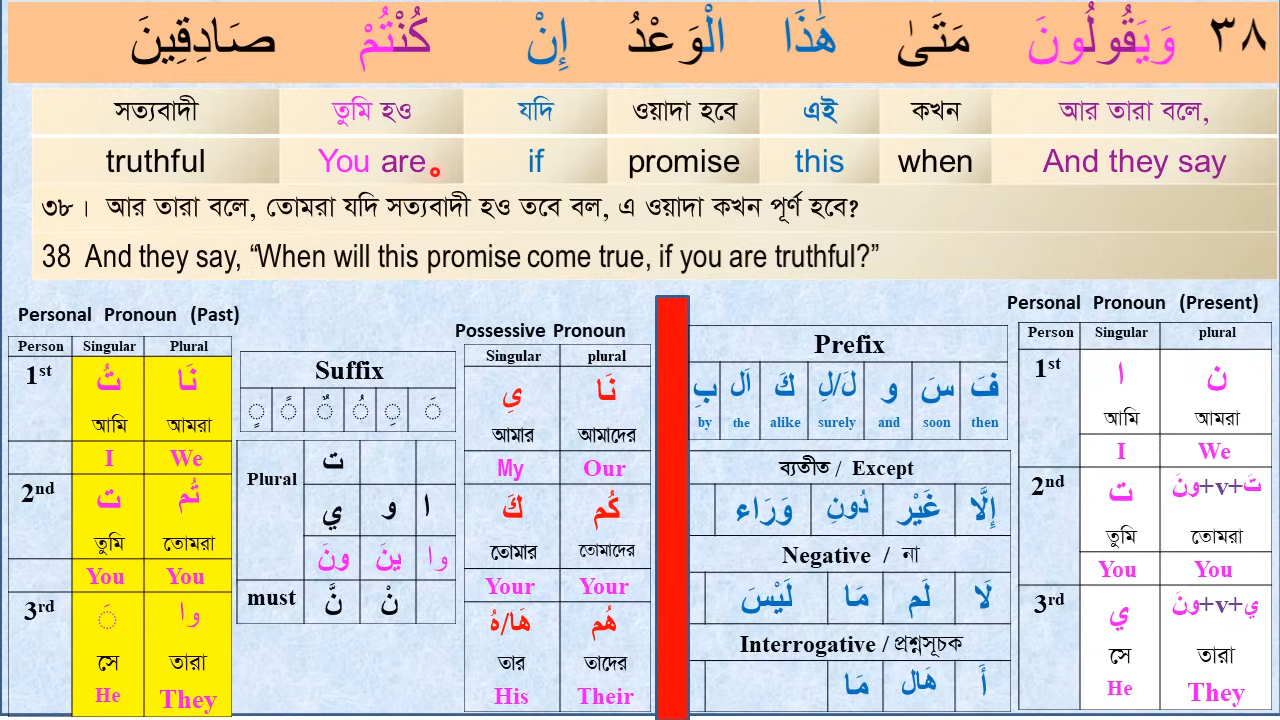 ٣٨ وَيَقُولُونَ مَتَىٰ هَٰذَا الْوَعْدُ إِنْ كُنْتُمْ صَادِقِينَ
সত্যবাদী তুমি হও যদি ওয়াদা হবে এই কখন আর তারা বলে,
truthful You are। if promise this when And they say
৩৮। আর তারা বলে, তোমরা যদি সত্যবাদী হও তবে বল, এ ওয়াদা কখন পূর্ণ হবে?
38 And they say, “When will this promise come true, if you are truthful?”
Personal Pronoun (Past)
Person Singular Plural
1st تُ نَا
আমি আমরা
I We
2nd ت تُم
তুমি তোমরা
You You
3rd َ وا
সে তারা
He They
Suffix
ٍ ً ٌ ُ ِ َ
Plural ت
ي و ا
ونَ ينَ وا
must نَّ نْ
Possessive Pronoun
Singular plural
يِ نَا
আমার আমাদের
My Our
كَ كُم
তোমার তোমাদের
Your Your
هَا/هُ هُم
তার তাদের
His Their
Prefix
بِ اَل كَ لَ/لِ و سَ فَ
by the alike surely and soon then
ব্যতীত / Except
إِلَّا غَيْر دُونِ وَرَاء
Negative / না
لَا لَم مَا لَيْسَ
Interrogative / প্রশ্নসূচক
أَ هَال مَا
Personal Pronoun (Present)
Person Singular plural
1st ا ن
আমি আমরা
I We
2nd ت تَ+v+ونَ
তুমি তোমরা
You You
3rd ي ي+v+ونَ
সে তারা
He They